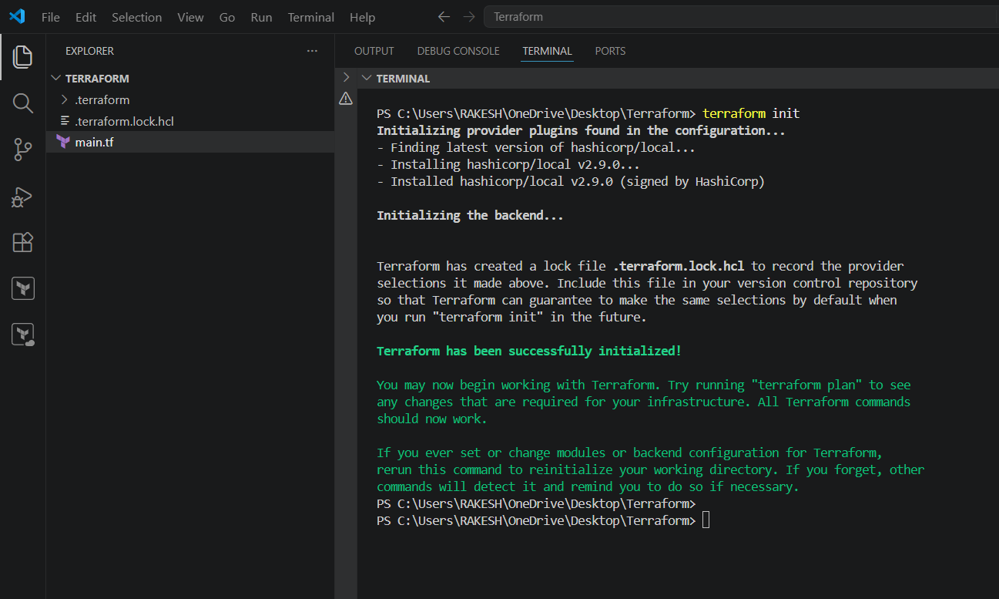 File Edit Selection View Go Run Terminal Help
Terraform
EXPLORER
TERRAFORM
.terraform
.terraform.lock.hcl
main.tf
OUTPUT DEBUG CONSOLE TERMINAL PORTS
TERMINAL
PS C:\Users\RAKESH\OneDrive\Desktop\Terraform> terraform init
Initializing provider plugins found in the configuration...
- Finding latest version of hashicorp/local...
- Installing hashicorp/local v2.9.0...
- Installed hashicorp/local v2.9.0 (signed by HashiCorp)
Initializing the backend...
Terraform has created a lock file .terraform.lock.hcl to record the provider
selections it made above. Include this file in your version control repository
so that Terraform can guarantee to make the same selections by default when
you run "terraform init" in the future.
Terraform has been successfully initialized!
You may now begin working with Terraform. Try running "terraform plan" to see
any changes that are required for your infrastructure. All Terraform commands
should now work.
If you ever set or change modules or backend configuration for Terraform,
rerun this command to reinitialize your working directory. If you forget, other
commands will detect it and remind you to do so if necessary.
PS C:\Users\RAKESH\OneDrive\Desktop\Terraform>
PS C:\Users\RAKESH\OneDrive\Desktop\Terraform>